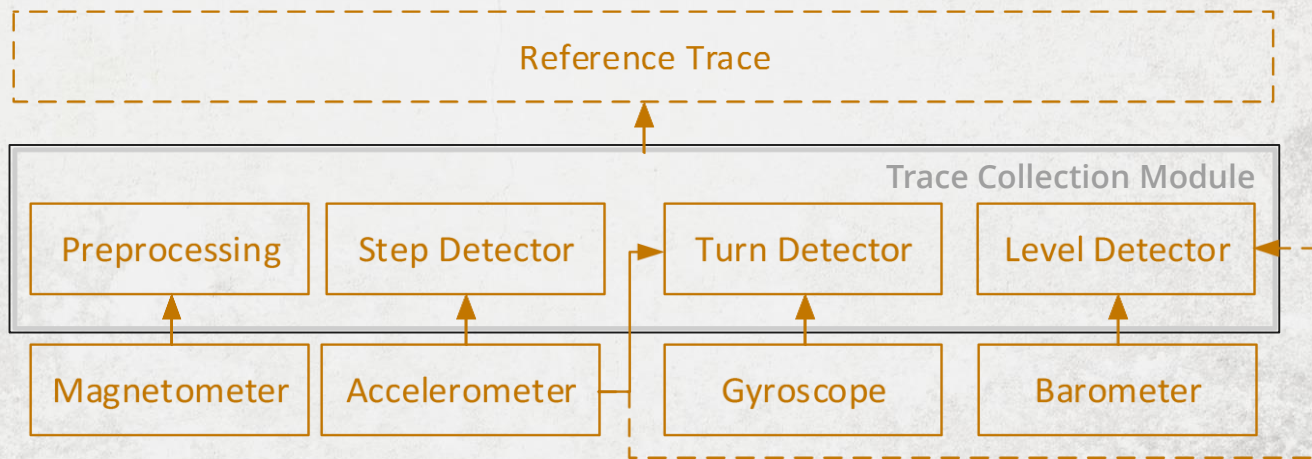 Reference Trace
Trace Collection Module
Preprocessing
Step Detector
Turn Detector
Level Detector
Magnetometer
Accelerometer
Gyroscope
Barometer